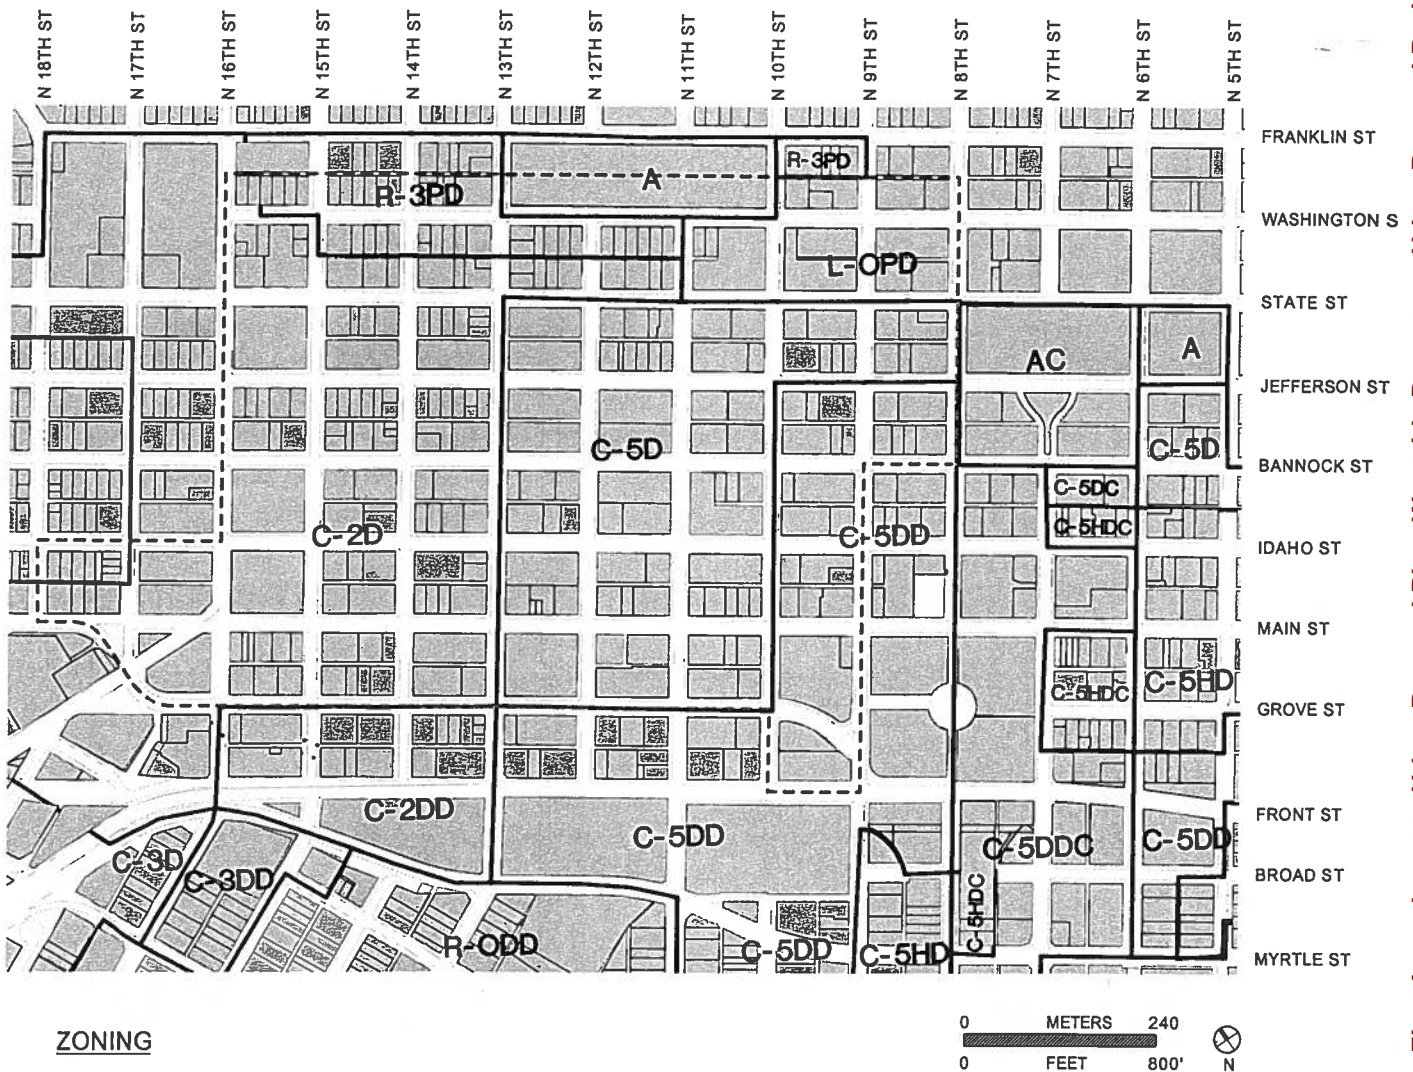 N 18TH ST
N 17TH ST
N 16TH ST
N 15TH ST
N 14TH ST
N 13TH ST
N 12TH ST
N 11TH ST
N 10TH ST
N 9TH ST
N 8TH ST
N 7TH ST
N 6TH ST
N 5TH ST
FRANKLIN ST
R-3PD
A
R-3PD
WASHINGTON S
L-OPD
STATE ST
AC
A
JEFFERSON ST
C-5D
C-5D
BANNOCK ST
C-5DC
C-5HDC
C-2D
C-5DD
IDAHO ST
MAIN ST
C-5HDC
C-5HD
GROVE ST
C-2DD
FRONT ST
C-5DD
C-5DDC
C-5DD
C-3D
C-3DD
BROAD ST
C-5HDC
R-ODD
C-5DD
C-5HD
MYRTLE ST
ZONING
0 METERS 240
0 FEET 800'
N